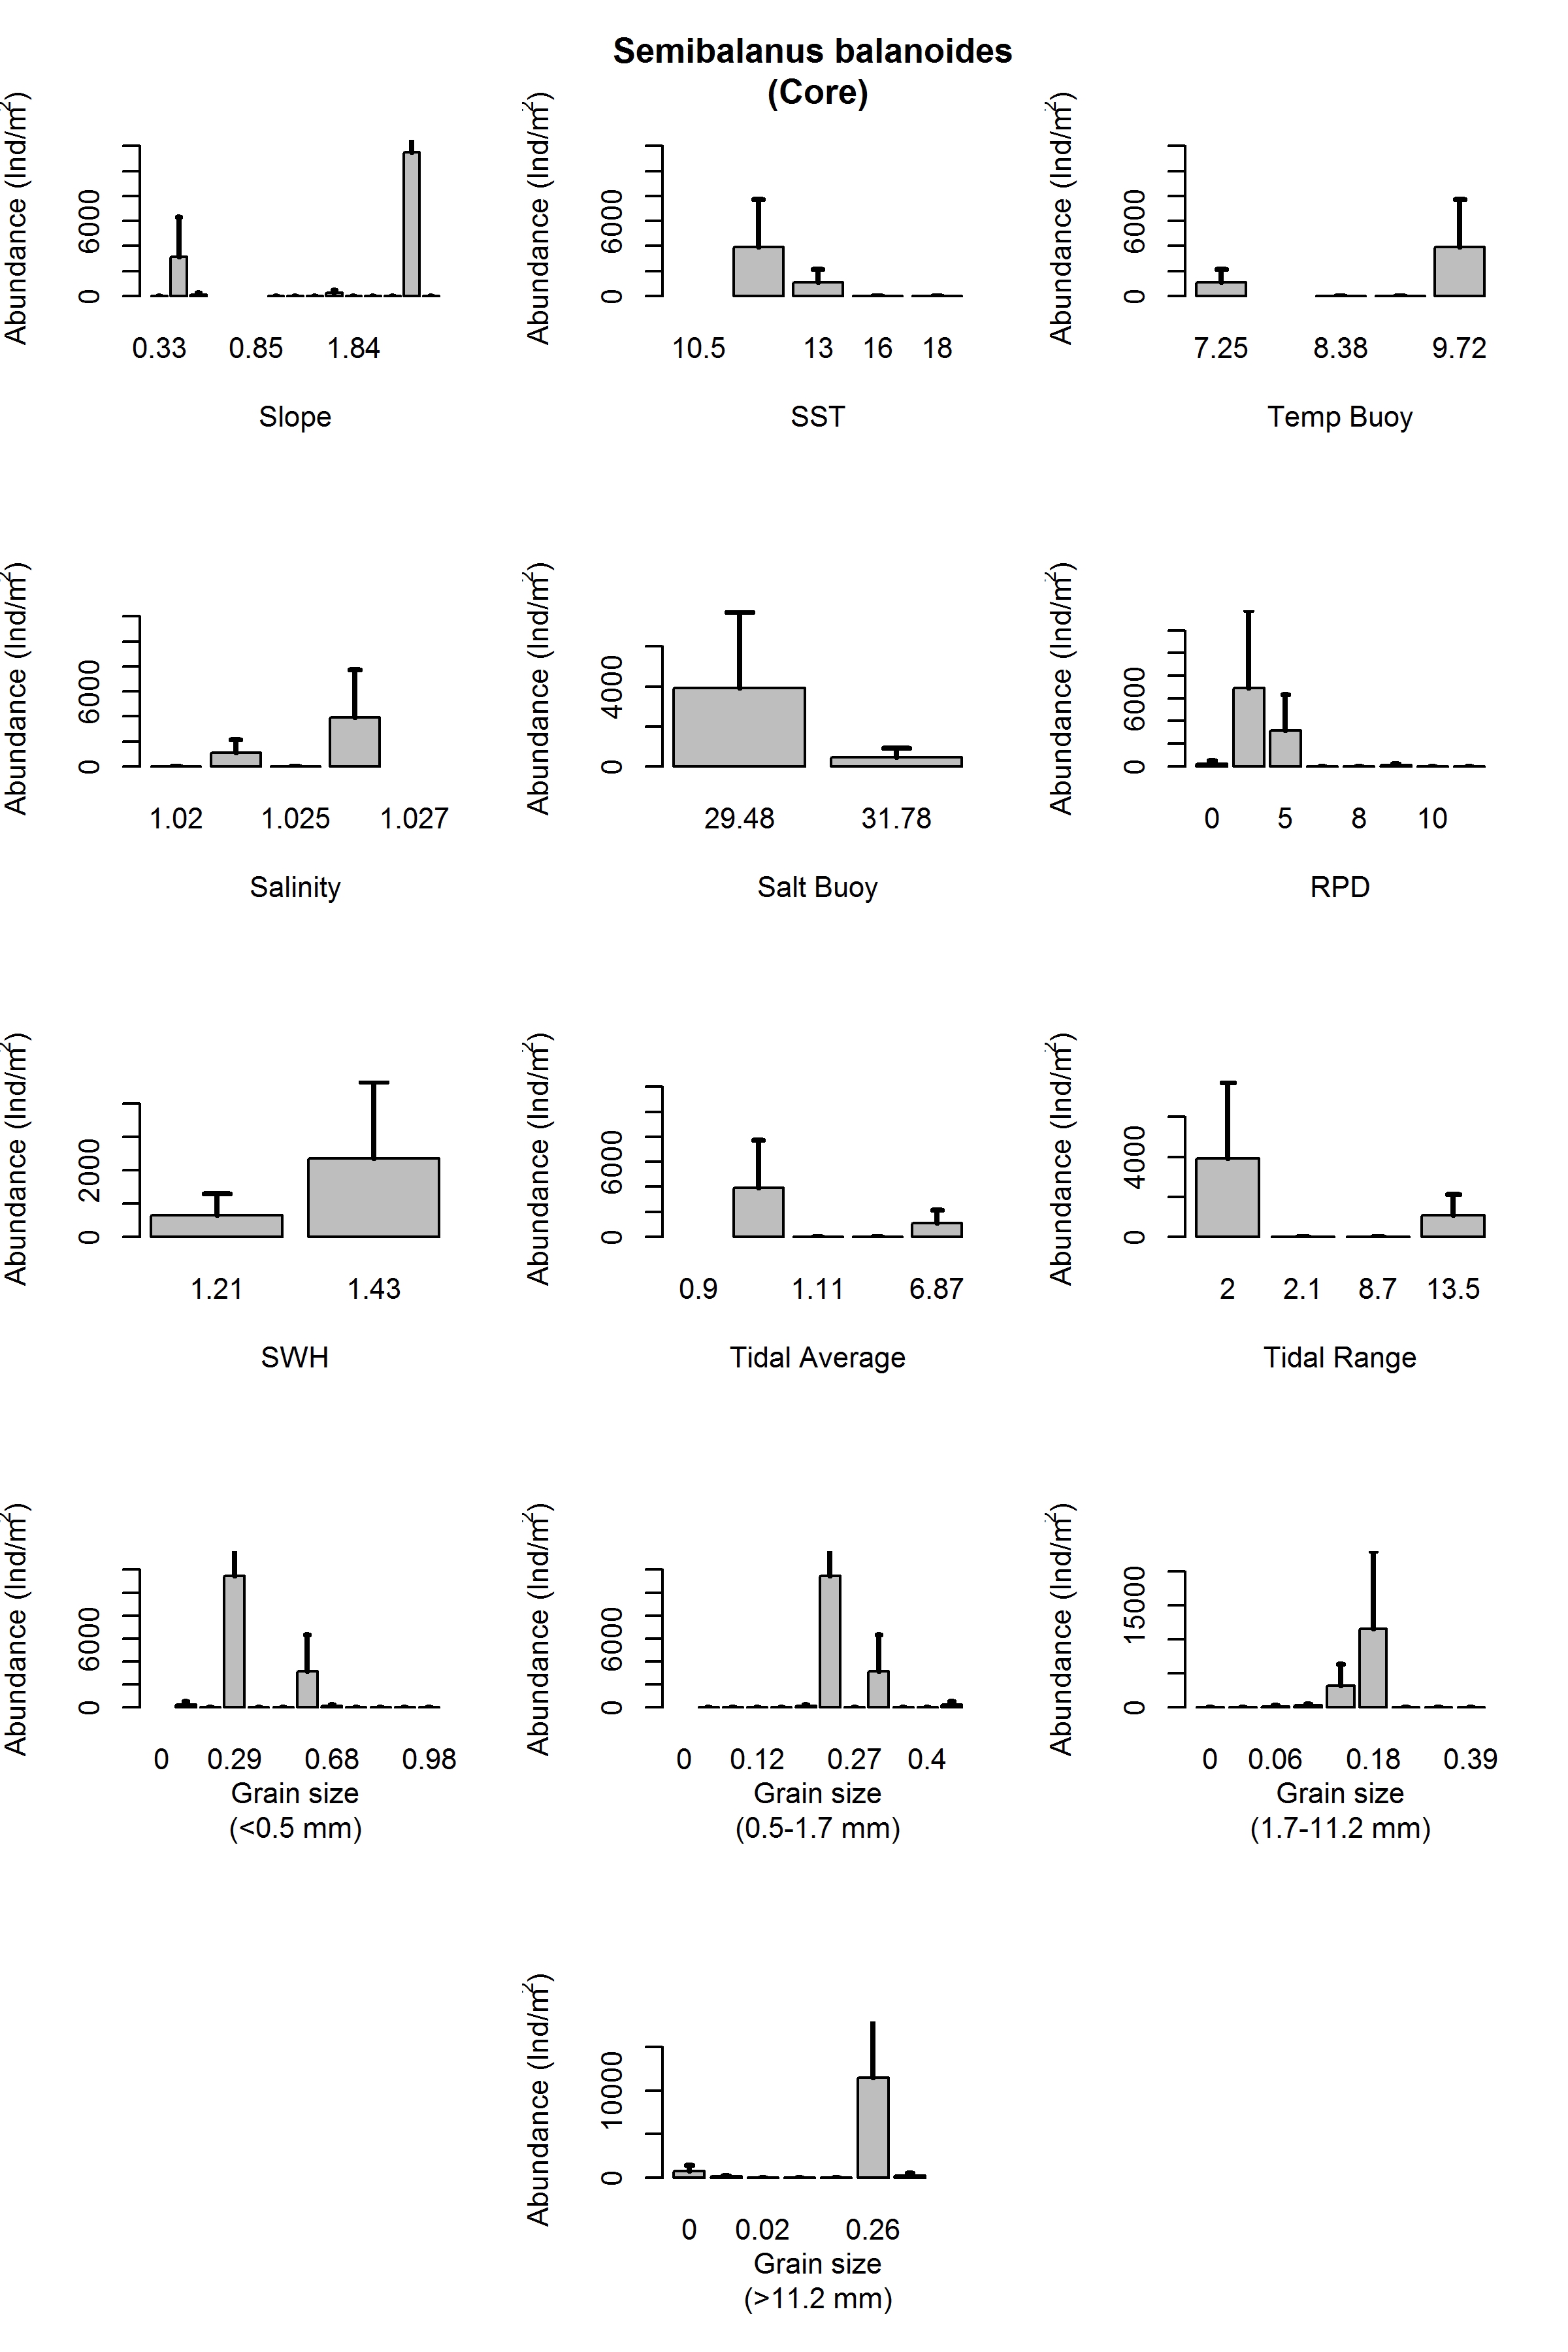 Semibalanus balanoides
(Core)
Abundance (Ind/m²)
0 6000
0.33 0.85 1.84
Slope
Abundance (Ind/m²)
0 6000
10.5 13 16 18
SST
Abundance (Ind/m²)
0 6000
7.25 8.38 9.72
Temp Buoy
Abundance (Ind/m²)
0 6000
1.02 1.025 1.027
Salinity
Abundance (Ind/m²)
0 4000
29.48 31.78
Salt Buoy
Abundance (Ind/m²)
0 6000
0 5 8 10
RPD
Abundance (Ind/m²)
0 2000
1.21 1.43
SWH
Abundance (Ind/m²)
0 6000
0.9 1.11 6.87
Tidal Average
Abundance (Ind/m²)
0 4000
2 2.1 8.7 13.5
Tidal Range
Abundance (Ind/m²)
0 6000
0 0.29 0.68 0.98
Grain size
(<0.5 mm)
Abundance (Ind/m²)
0 6000
0 0.12 0.27 0.4
Grain size
(0.5-1.7 mm)
Abundance (Ind/m²)
0 15000
0 0.06 0.18 0.39
Grain size
(1.7-11.2 mm)
Abundance (Ind/m²)
0 10000
0 0.02 0.26
Grain size
(>11.2 mm)